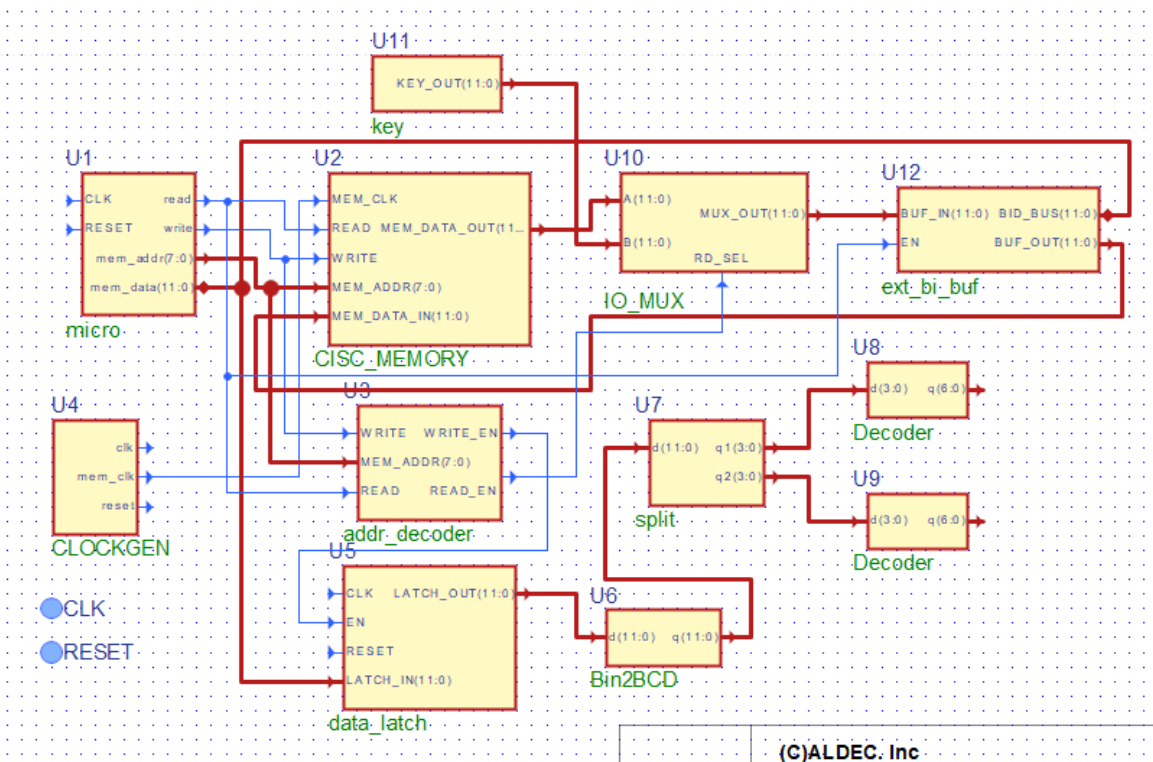 U11
KEY_OUT(11:0)
key
U1
CLK
read
RESET
write
mem_addr(7:0)
mem_data(11:0)
micro
U2
MEM_CLK
READ MEM_DATA_OUT(11...
WRITE
MEM_ADDR(7:0)
MEM_DATA_IN(11:0)
CISC_MEMORY
U10
A(11:0)
MUX_OUT(11:0)
B(11:0)
RD_SEL
IO_MUX
U12
BUF_IN(11:0) BID_BUS(11:0)
EN
BUF_OUT(11:0)
ext_bi_buf
U4
clk
mem_clk
reset
CLOCKGEN
U3
WRITE WRITE_EN
MEM_ADDR(7:0)
READ READ_EN
addr_decoder
U7
d(11:0) q1(3:0)
q2(3:0)
split
U8
d(3:0) q(6:0)
Decoder
U9
d(3:0) q(6:0)
Decoder
U5
CLK LATCH_OUT(11:0)
EN
RESET
LATCH_IN(11:0)
data_latch
U6
d(11:0) q(11:0)
Bin2BCD
CLK
RESET
(C)ALDEC. Inc